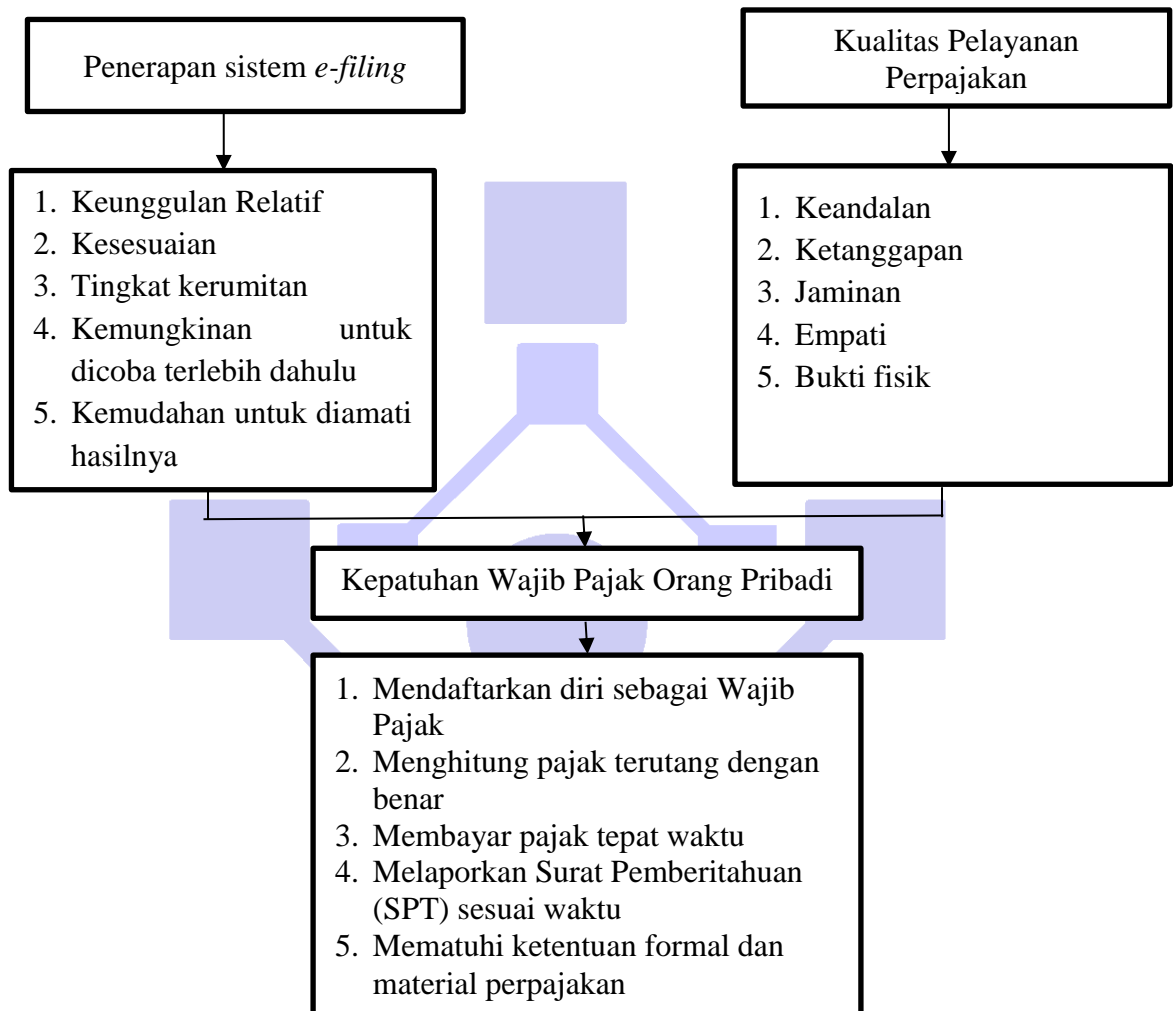 Penerapan sistem e-filing
Kualitas Pelayanan
Perpajakan
1. Keunggulan Relatif
2. Kesesuaian
3. Tingkat kerumitan
4. Kemungkinan untuk
dicoba terlebih dahulu
5. Kemudahan untuk diamati
hasilnya
1. Keandalan
2. Ketanggapan
3. Jaminan
4. Empati
5. Bukti fisik
Kepatuhan Wajib Pajak Orang Pribadi
1. Mendaftarkan diri sebagai Wajib
Pajak
2. Menghitung pajak terutang dengan
benar
3. Membayar pajak tepat waktu
4. Melaporkan Surat Pemberitahuan
(SPT) sesuai waktu
5. Mematuhi ketentuan formal dan
material perpajakan